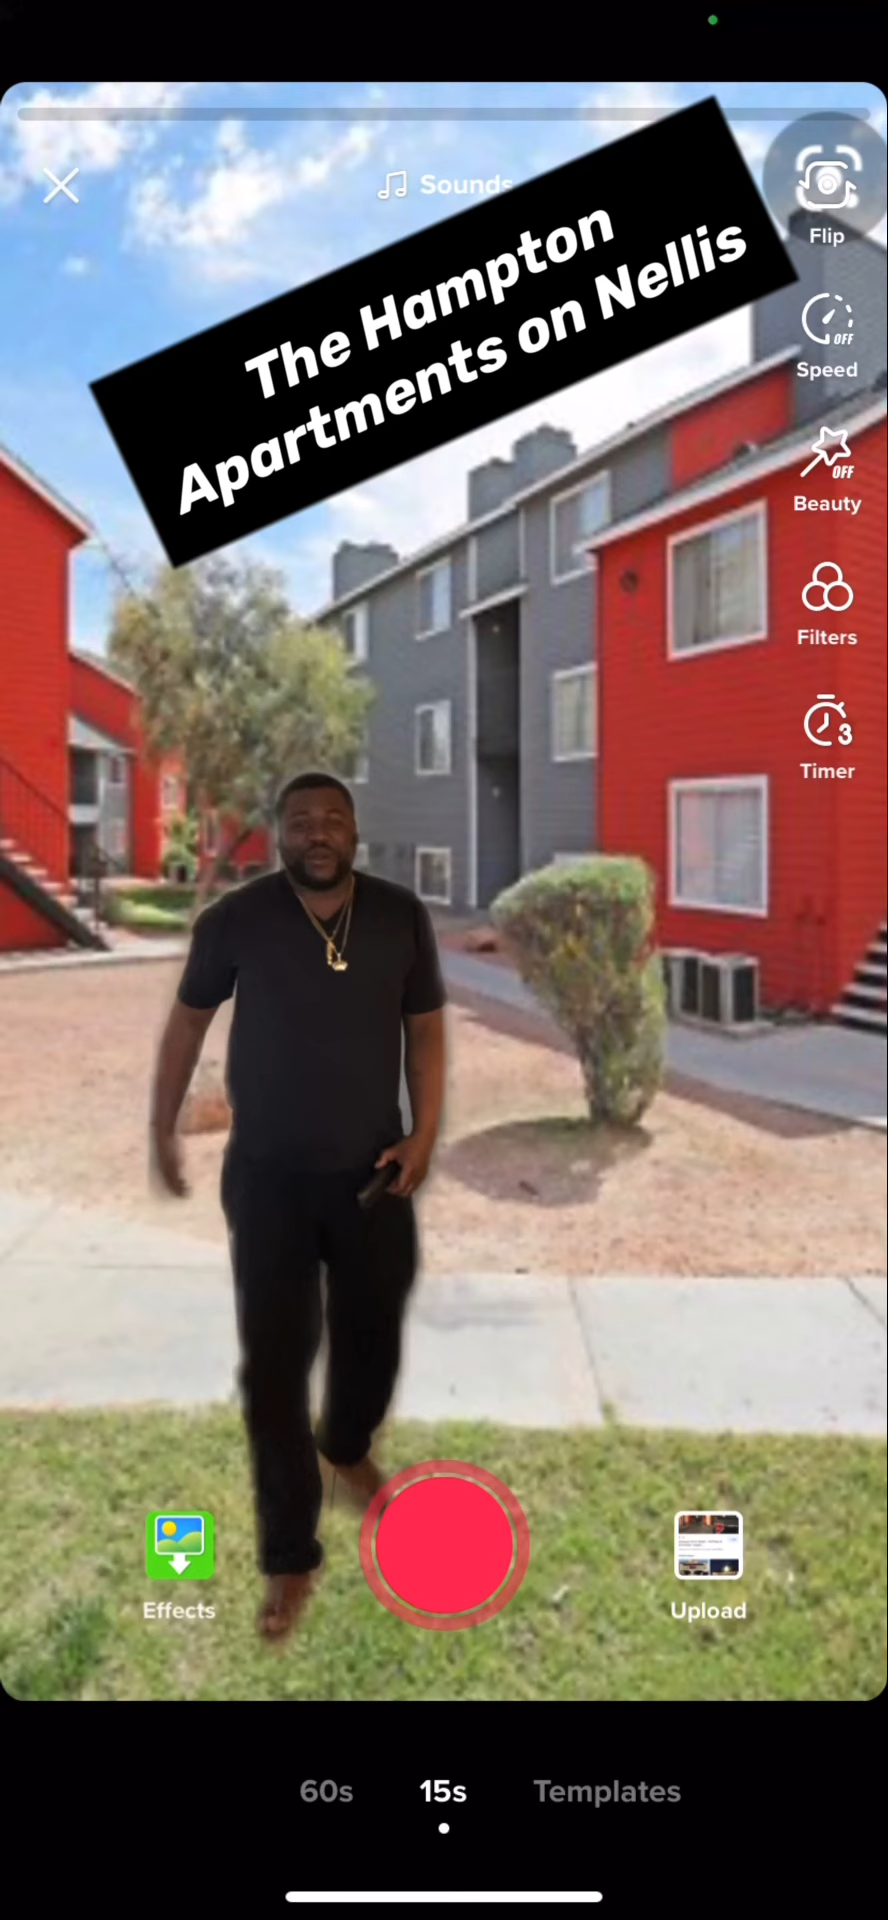 Sounds
The Hampton
Apartments on Nellis
Flip
OFF
Speed
OFF
Beauty
Filters
3
Timer
Effects
Upload
60s
15s
Templates